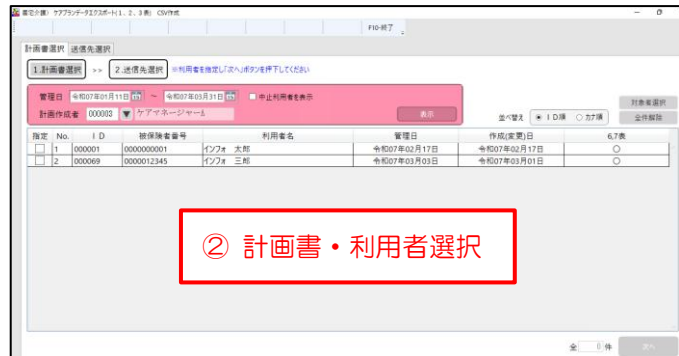 居宅介護) ケアプランデータエクスポート(1、2、3表) CSV作成
F10-終了
計画書選択 送信先選択
1.計画書選択 >> 2.送信先選択 ※利用者を指定し「次へ」ボタンを押下してください
管理日 令和07年01月11日 ~ 令和07年03月31日 中止利用者を表示
対象者選択
計画作成者 000003 ▼ ケアマネージャーA 表示 並べ替え ID順 カナ順 全件解除
指定 No. ID 被保険者番号 利用者名 管理日 作成(変更)日 6,7表
1 000001 0000000001 インフォ 太郎 令和07年02月17日 令和07年02月17日 ○
2 000069 0000012345 インフォ 三郎 令和07年03月03日 令和07年03月01日 ○
② 計画書・利用者選択
全 0 件 次へ